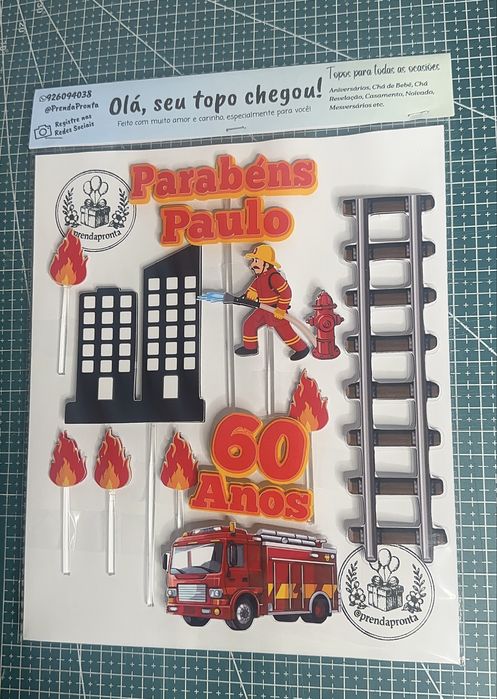 926094038
@PrendaPronta
Registre nas
Redes Sociais
Olá, seu topo chegou!
Feito com muito amor e carinho, especialmente para você!
Topos para todas as ocasiões
Aniversários, Chá de Bebé, Chá
Revelação, Casamento, Noivado,
Mesversários etc.
Parabéns
Paulo
@prendapronta
60
Anos
@prendapronta